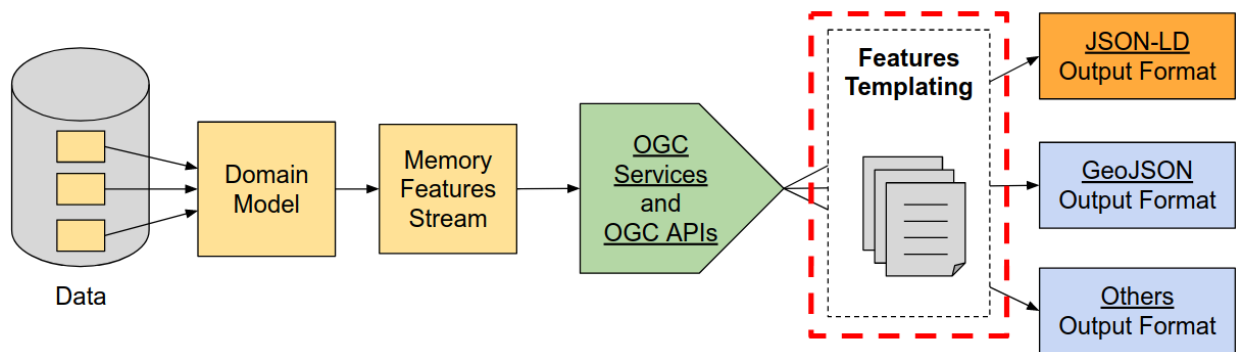 Data
Domain
Model
Memory
Features
Stream
OGC
Services
and
OGC APIs
Features
Templating
JSON-LD
Output Format
GeoJSON
Output Format
Others
Output Format